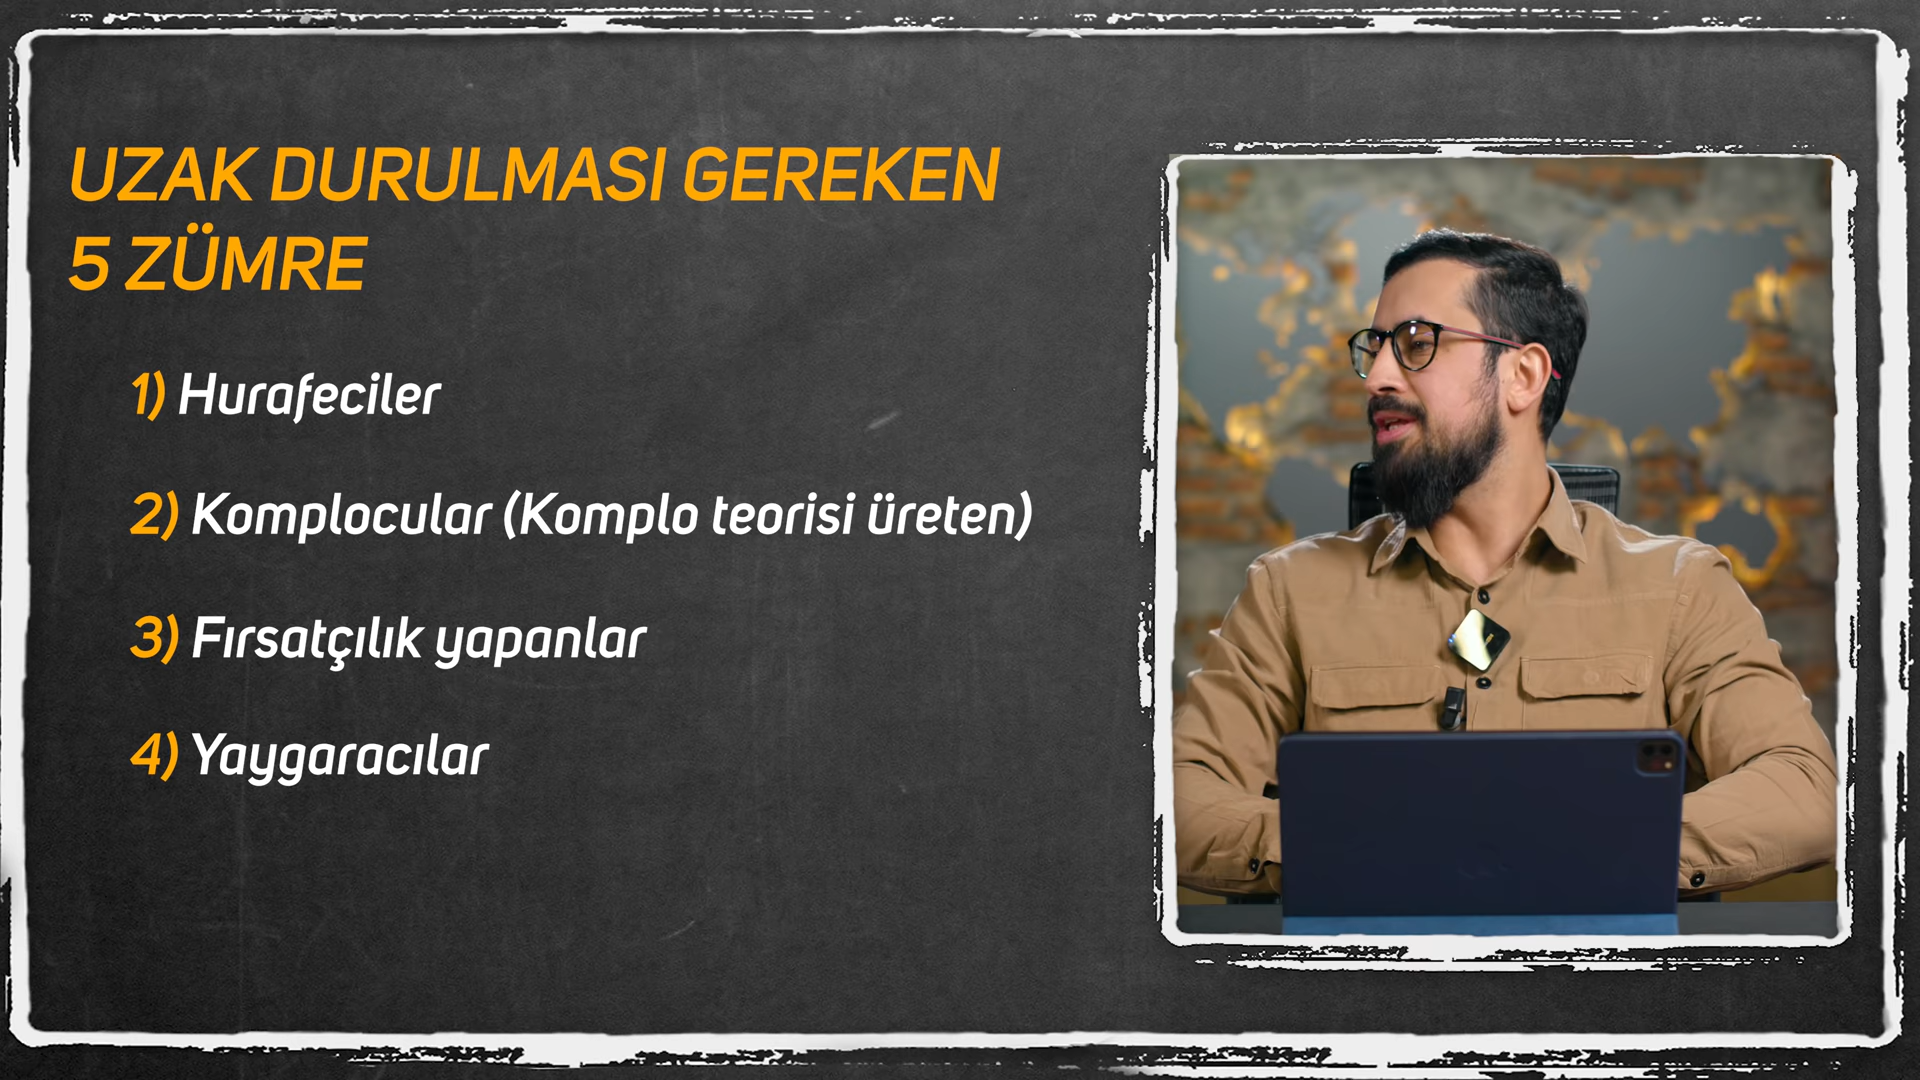 UZAK DURULMASI GEREKEN
5 ZÜMRE
1) Hurafeciler
2) Komplocular (Komplo teorisi üreten)
3) Fırsatçılık yapanlar
4) Yaygaracılar